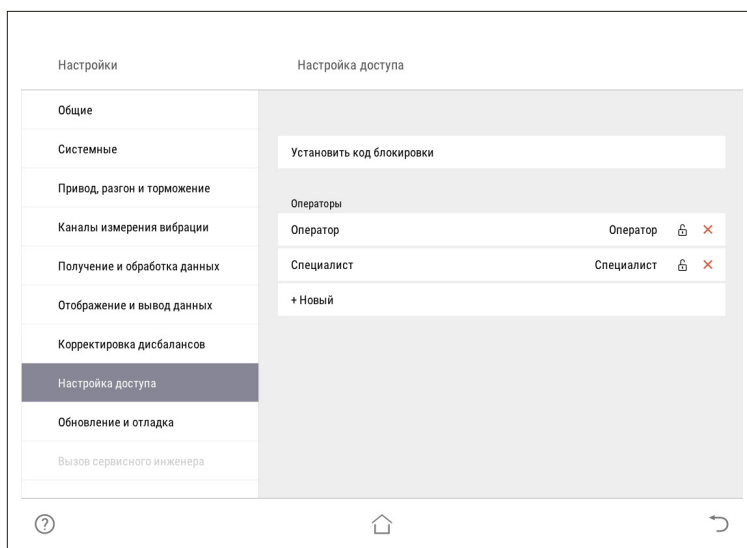 Настройки
Настройка доступа
Общие
Системные
Привод, разгон и торможение
Каналы измерения вибрации
Получение и обработка данных
Отображение и вывод данных
Корректировка дисбалансов
Настройка доступа
Обновление и отладка
Вызов сервисного инженера
Установить код блокировки
Операторы
Оператор Оператор
Специалист Специалист
+ Новый
?